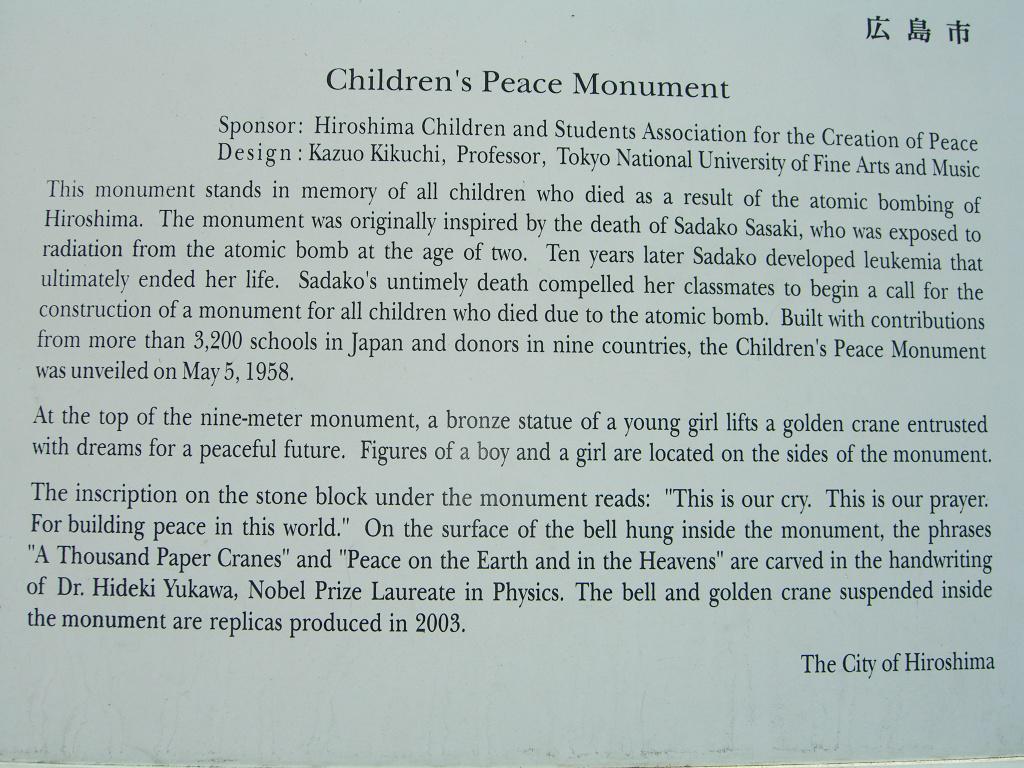 広島市
Children's Peace Monument
Sponsor: Hiroshima Children and Students Association for the Creation of Peace
Design: Kazuo Kikuchi, Professor, Tokyo National University of Fine Arts and Music
This monument stands in memory of all children who died as a result of the atomic bombing of
Hiroshima. The monument was originally inspired by the death of Sadako Sasaki, who was exposed to
radiation from the atomic bomb at the age of two. Ten years later Sadako developed leukemia that
ultimately ended her life. Sadako's untimely death compelled her classmates to begin a call for the
construction of a monument for all children who died due to the atomic bomb. Built with contributions
from more than 3,200 schools in Japan and donors in nine countries, the Children's Peace Monument
was unveiled on May 5, 1958.
At the top of the nine-meter monument, a bronze statue of a young girl lifts a golden crane entrusted
with dreams for a peaceful future. Figures of a boy and a girl are located on the sides of the monument.
The inscription on the stone block under the monument reads: "This is our cry. This is our prayer.
For building peace in this world." On the surface of the bell hung inside the monument, the phrases
"A Thousand Paper Cranes" and "Peace on the Earth and in the Heavens" are carved in the handwriting
of Dr. Hideki Yukawa, Nobel Prize Laureate in Physics. The bell and golden crane suspended inside
the monument are replicas produced in 2003.
The City of Hiroshima